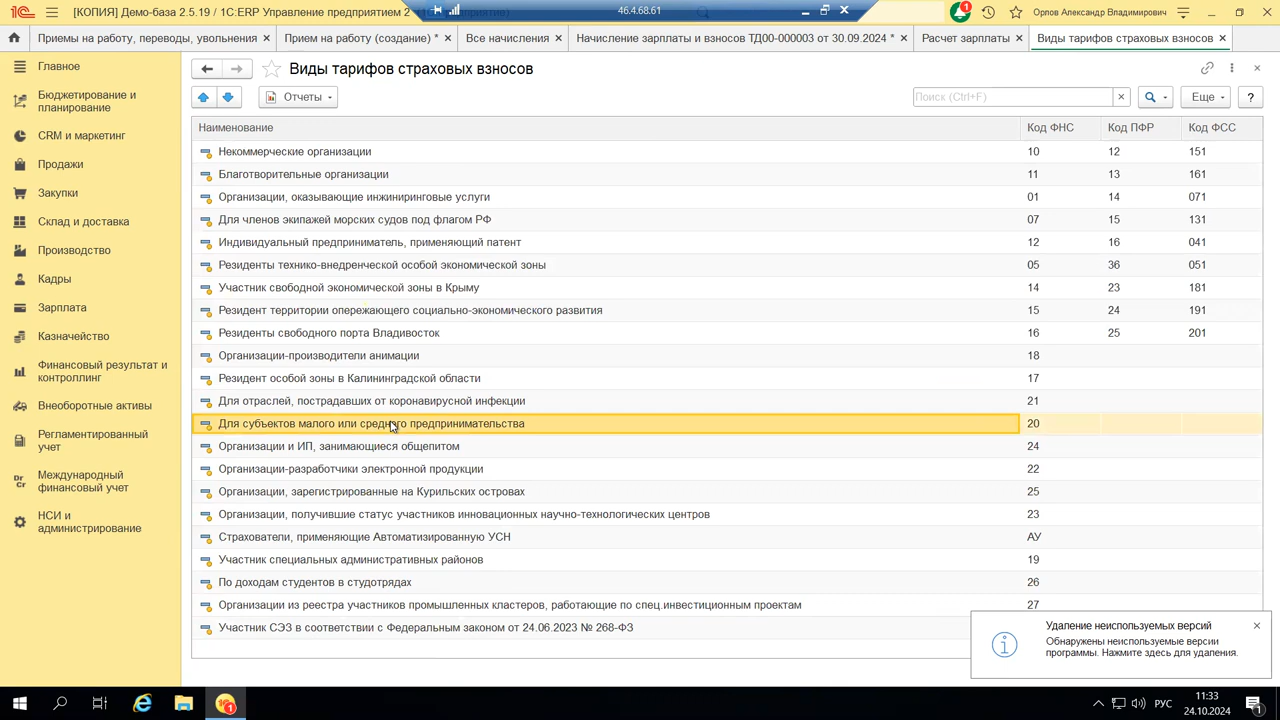 [КОПИЯ] Демо-база 2.5.19 / 1С:ERP Управление предприятием 2
46.4.68.61
Орлов Александр Владимирович
Приемы на работу, переводы, увольнения ×
Прием на работу (создание) * ×
Все начисления ×
Начисление зарплаты и взносов ТД00-000003 от 30.09.2024 * ×
Расчет зарплаты ×
Виды тарифов страховых взносов ×
Главное
Бюджетирование и
планирование
CRM и маркетинг
Продажи
Закупки
Склад и доставка
Производство
Кадры
Зарплата
Казначейство
Финансовый результат и
контроллинг
Внеоборотные активы
Регламентированный
учет
Международный
финансовый учет
НСИ и
администрирование
Виды тарифов страховых взносов
Отчеты
Поиск (Ctrl+F)
Еще
?
Наименование Код ФНС Код ПФР Код ФСС
Некоммерческие организации 10 12 151
Благотворительные организации 11 13 161
Организации, оказывающие инжиниринговые услуги 01 14 071
Для членов экипажей морских судов под флагом РФ 07 15 131
Индивидуальный предприниматель, применяющий патент 12 16 041
Резиденты технико-внедренческой особой экономической зоны 05 36 051
Участник свободной экономической зоны в Крыму 14 23 181
Резидент территории опережающего социально-экономического развития 15 24 191
Резиденты свободного порта Владивосток 16 25 201
Организации-производители анимации 18
Резидент особой зоны в Калининградской области 17
Для отраслей, пострадавших от коронавирусной инфекции 21
Для субъектов малого или среднего предпринимательства 20
Организации и ИП, занимающиеся общепитом 24
Организации-разработчики электронной продукции 22
Организации, зарегистрированные на Курильских островах 25
Организации, получившие статус участников инновационных научно-технологических центров 23
Страхователи, применяющие Автоматизированную УСН АУ
Участник специальных административных районов 19
По доходам студентов в студотрядах 26
Организации из реестра участников промышленных кластеров, работающие по спец.инвестиционным проектам 27
Участник СЭЗ в соответствии с Федеральным законом от 24.06.2023 № 268-ФЗ
Удаление неиспользуемых версий
Обнаружены неиспользуемые версии
программы. Нажмите здесь для удаления.
РУС
11:33
24.10.2024